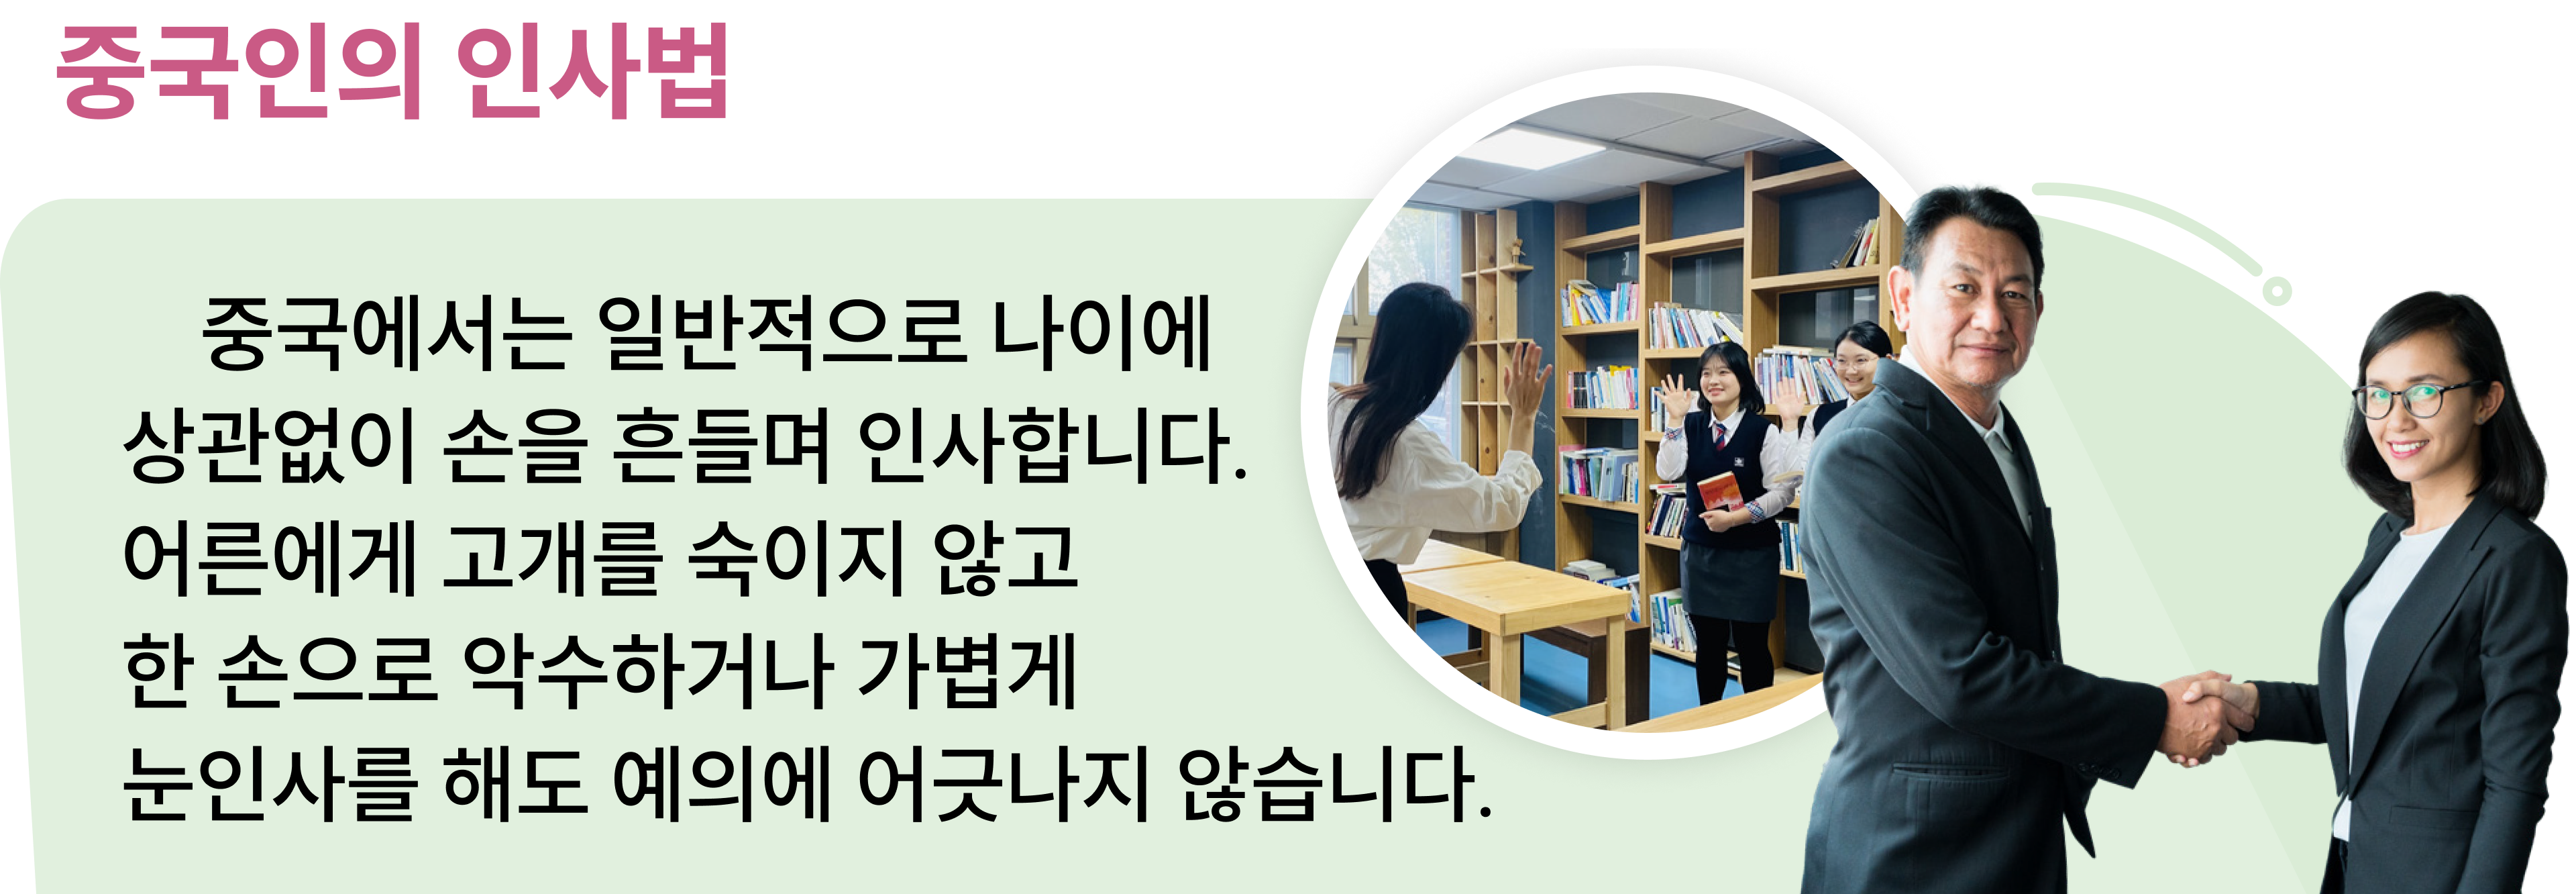 중국인의 인사법
중국에서는 일반적으로 나이에
상관없이 손을 흔들며 인사합니다.
어른에게 고개를 숙이지 않고
한 손으로 악수하거나 가볍게
눈인사를 해도 예의에 어긋나지 않습니다.